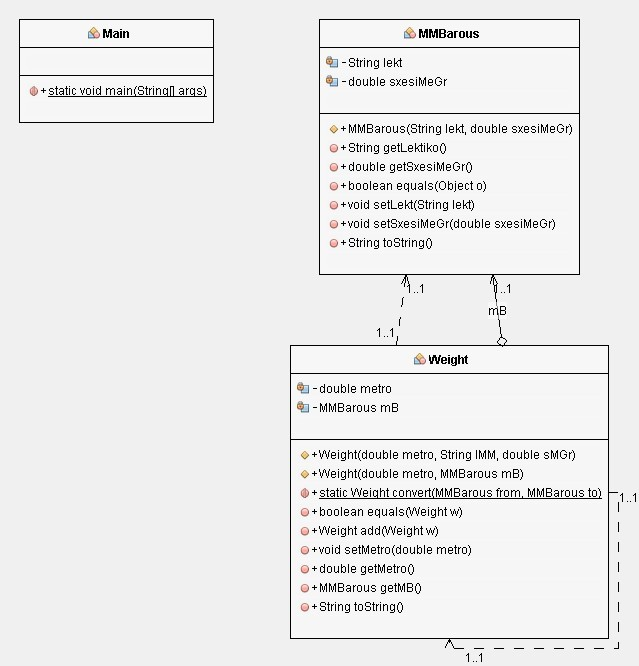 Main
+static void main(String[] args)
MMBarous
-String lekt
-double sxesiMeGr
+MMBarous(String lekt, double sxesiMeGr)
+String getLektiko()
+double getSxesiMeGr()
+boolean equals(Object o)
+void setLekt(String lekt)
+void setSxesiMeGr(double sxesiMeGr)
+String toString()
1..1
1..1
mB
1..1
Weight
-double metro
-MMBarous mB
+Weight(double metro, String lMM, double sMGr)
+Weight(double metro, MMBarous mB)
+static Weight convert(MMBarous from, MMBarous to)
1..1
+boolean equals(Weight w)
+Weight add(Weight w)
+void setMetro(double metro)
+double getMetro()
+MMBarous getMB()
+String toString()
1..1